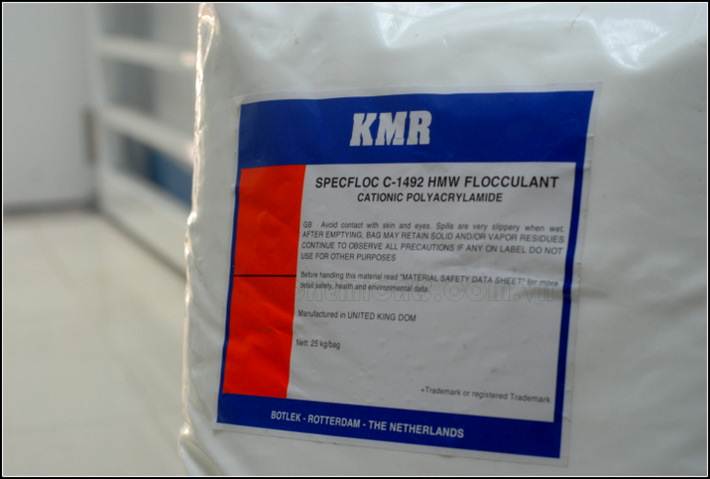 KMR
SPECFLOC C-1492 HMW FLOCCULANT
CATIONIC POLYACRYLAMIDE
GB Avoid contact with skin and eyes. Spills are very slippery when wet.
AFTER EMPTYING, BAG MAY RETAIN SOLID AND/OR VAPOR RESIDUES
CONTINUE TO OBSERVE ALL PRECAUTIONS IF ANY ON LABEL DO NOT
USE FOR OTHER PURPOSES
Before handling this material read "MATERIAL SAFETY DATA SHEET" for more
detail safety, health and environmental data.
Manufactured in UNITED KING DOM
Nett: 25 kg/bag
+Trademark or registered Trademark
BOTLEK - ROTTERDAM - THE NETHERLANDS